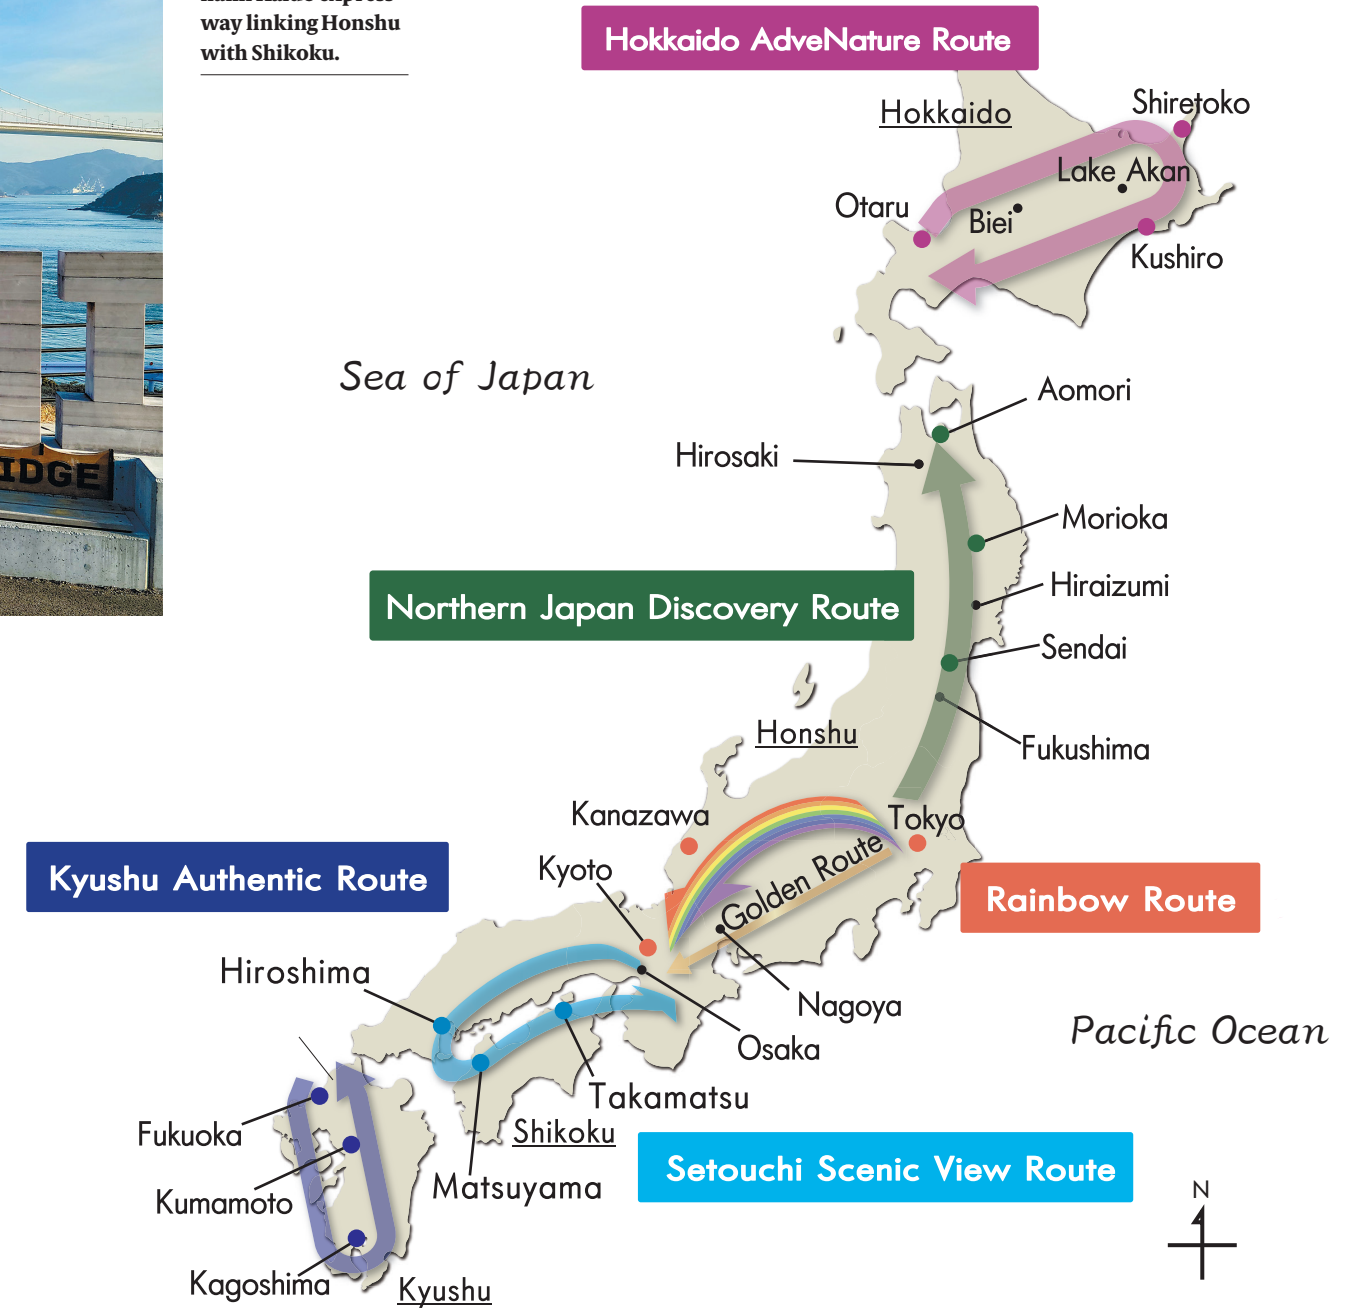 way linking Honshu
with Shikoku.
IDGE
Hokkaido AdveNature Route
Hokkaido
Shiretoko
Lake Akan
Otaru
Biei
Kushiro
Sea of Japan
Aomori
Hirosaki
Morioka
Hiraizumi
Northern Japan Discovery Route
Sendai
Honshu
Fukushima
Kanazawa
Tokyo
Kyoto
Golden Route
Kyushu Authentic Route
Rainbow Route
Hiroshima
Nagoya
Pacific Ocean
Osaka
Takamatsu
Fukuoka
Shikoku
Setouchi Scenic View Route
Matsuyama
Kumamoto
N
Kagoshima
Kyushu